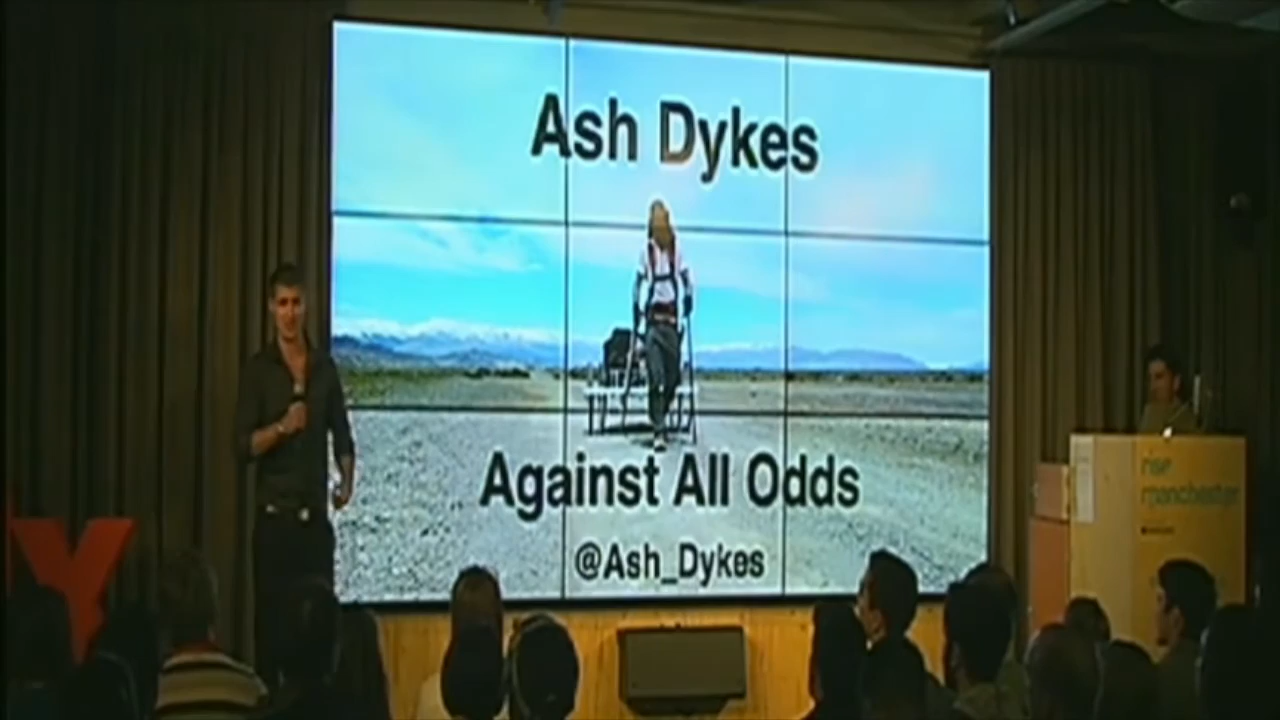 Ash Dykes
Against All Odds
@Ash_Dykes
Y
rise
manchester